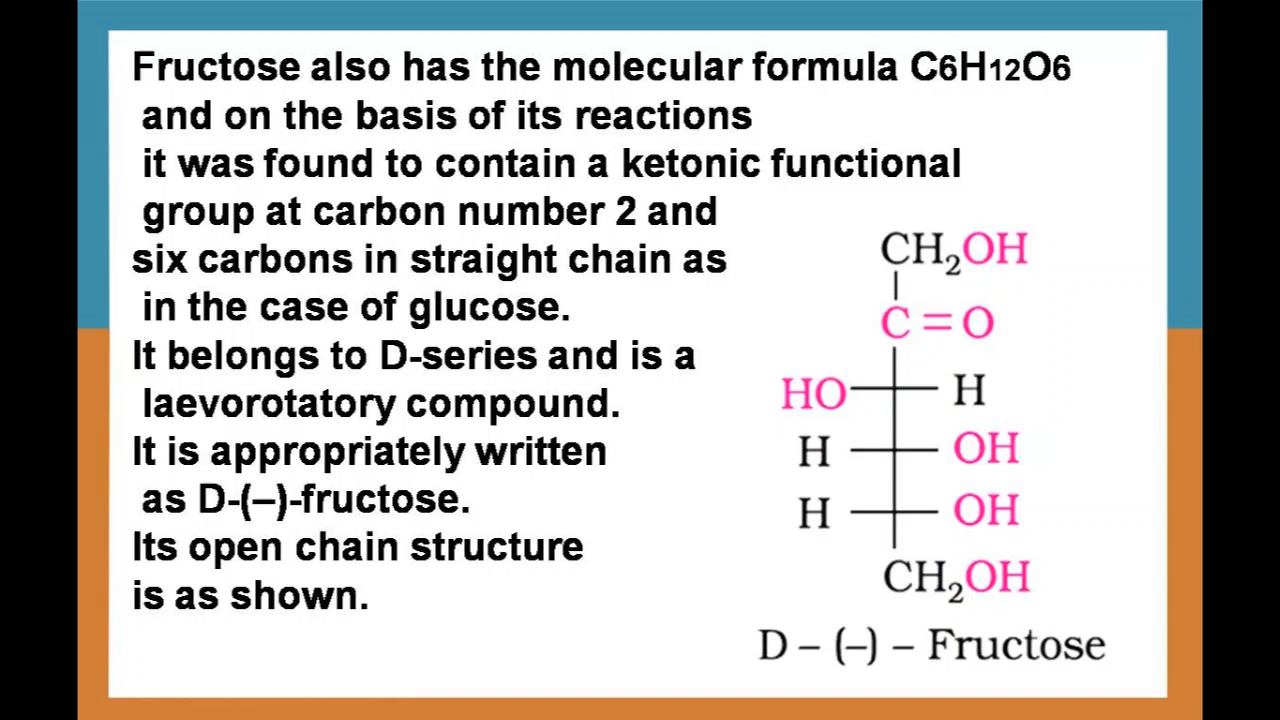 Fructose also has the molecular formula C6H12O6
and on the basis of its reactions
it was found to contain a ketonic functional
group at carbon number 2 and
six carbons in straight chain as
in the case of glucose.
It belongs to D-series and is a
laevorotatory compound.
It is appropriately written
as D-(–)-fructose.
Its open chain structure
is as shown.
CH₂OH
C=O
HO H
H OH
H OH
CH₂OH
D – (–) – Fructose